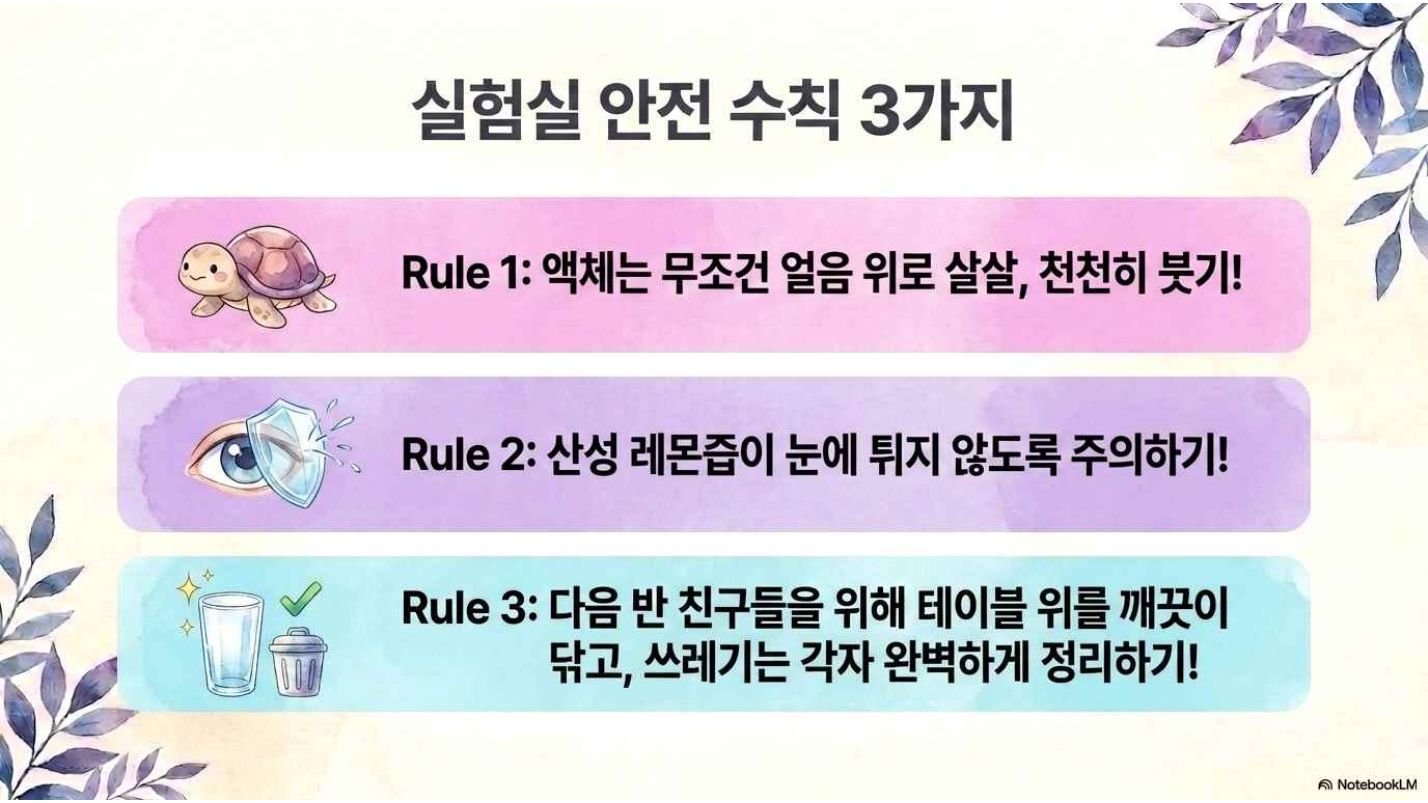 실험실 안전 수칙 3가지
Rule 1: 액체는 무조건 얼음 위로 살살, 천천히 붓기!
Rule 2: 산성 레몬즙이 눈에 튀지 않도록 주의하기!
Rule 3: 다음 반 친구들을 위해 테이블 위를 깨끗이
닦고, 쓰레기는 각자 완벽하게 정리하기!
NotebookLM